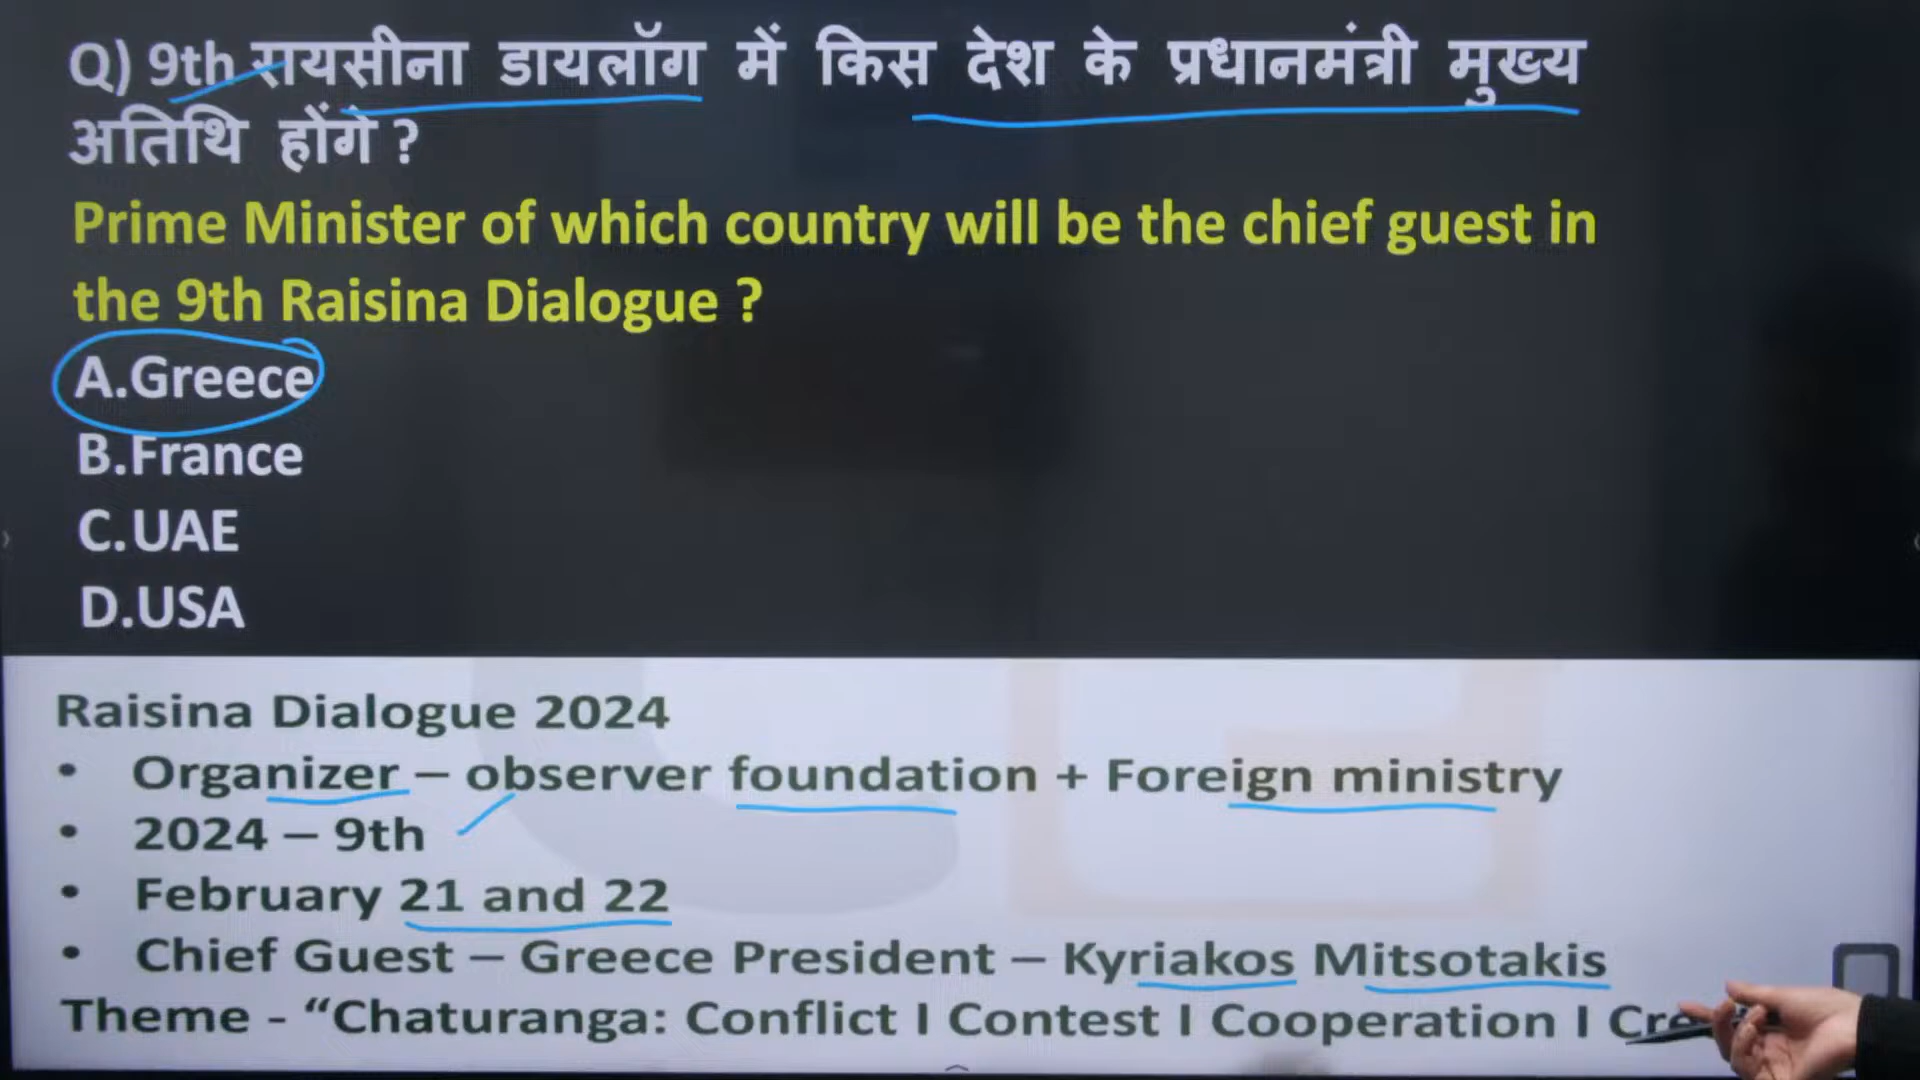 Q) 9th रायसीना डायलॉग में किस देश के प्रधानमंत्री मुख्य
अतिथि होंगे ?
Prime Minister of which country will be the chief guest in
the 9th Raisina Dialogue ?
A.Greece
B.France
C.UAE
D.USA
Raisina Dialogue 2024
• Organizer – observer foundation + Foreign ministry
• 2024 – 9th
• February 21 and 22
• Chief Guest – Greece President – Kyriakos Mitsotakis
Theme - “Chaturanga: Conflict I Contest I Cooperation I